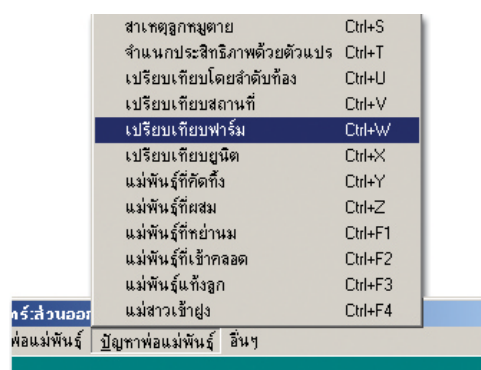 สาเหตุลูกหมูตาย Ctrl+S
จำแนกประสิทธิภาพด้วยตัวแปร Ctrl+T
เปรียบเทียบโดยลำดับท้อง Ctrl+U
เปรียบเทียบสถานที่ Ctrl+V
เปรียบเทียบฟาร์ม Ctrl+W
เปรียบเทียบยูนิต Ctrl+X
แม่พันธุ์ที่คัดทิ้ง Ctrl+Y
แม่พันธุ์ที่ผสม Ctrl+Z
แม่พันธุ์ที่หย่านม Ctrl+F1
แม่พันธุ์ที่เข้าคลอด Ctrl+F2
แม่พันธุ์แท้งลูก Ctrl+F3
แม่สาวเข้าฝูง Ctrl+F4
ทร์:ส่วนออก
พ่อแม่พันธุ์ ปัญหาพ่อแม่พันธุ์ อื่นๆ